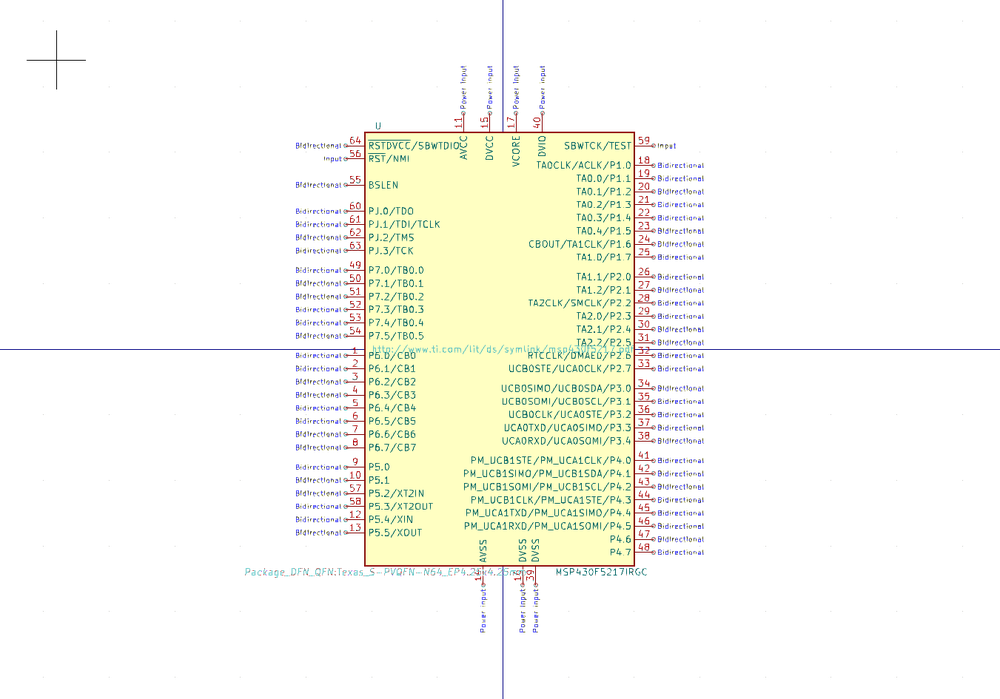 Power Input Power Input Power Input Power Input
11 15 17 40
U
AVCC DVCC VCORE DVIO
Bidirectional 64 RSTDVCC/SBWTDIO SBWTCK/TEST 59 Input
Input 56 RST/NMI
TA0CLK/ACLK/P1.0 18 Bidirectional
TA0.0/P1.1 19 Bidirectional
Bidirectional 55 BSLEN
TA0.1/P1.2 20 Bidirectional
TA0.2/P1.3 21 Bidirectional
Bidirectional 60 PJ.0/TDO
TA0.3/P1.4 22 Bidirectional
Bidirectional 61 PJ.1/TDI/TCLK
TA0.4/P1.5 23 Bidirectional
Bidirectional 62 PJ.2/TMS
CBOUT/TA1CLK/P1.6 24 Bidirectional
Bidirectional 63 PJ.3/TCK
TA1.0/P1.7 25 Bidirectional
Bidirectional 49 P7.0/TB0.0
TA1.1/P2.0 26 Bidirectional
Bidirectional 50 P7.1/TB0.1
TA1.2/P2.1 27 Bidirectional
Bidirectional 51 P7.2/TB0.2
TA2CLK/SMCLK/P2.2 28 Bidirectional
Bidirectional 52 P7.3/TB0.3
TA2.0/P2.3 29 Bidirectional
Bidirectional 53 P7.4/TB0.4
TA2.1/P2.4 30 Bidirectional
Bidirectional 54 P7.5/TB0.5
TA2.2/P2.5 31 Bidirectional
http://www.ti.com/lit/ds/symlink/msp430f5217.pdf
Bidirectional 1 P6.0/CB0 RTCCLK/DMAE0/P2.6 32 Bidirectional
Bidirectional 2 P6.1/CB1 UCB0STE/UCA0CLK/P2.7 33 Bidirectional
Bidirectional 3 P6.2/CB2
UCB0SIMO/UCB0SDA/P3.0 34 Bidirectional
Bidirectional 4 P6.3/CB3
UCB0SOMI/UCB0SCL/P3.1 35 Bidirectional
Bidirectional 5 P6.4/CB4
UCB0CLK/UCA0STE/P3.2 36 Bidirectional
Bidirectional 6 P6.5/CB5
UCA0TXD/UCA0SIMO/P3.3 37 Bidirectional
Bidirectional 7 P6.6/CB6
UCA0RXD/UCA0SOMI/P3.4 38 Bidirectional
Bidirectional 8 P6.7/CB7
PM_UCB1STE/PM_UCA1CLK/P4.0 41 Bidirectional
Bidirectional 9 P5.0
PM_UCB1SIMO/PM_UCB1SDA/P4.1 42 Bidirectional
Bidirectional 10 P5.1
PM_UCB1SOMI/PM_UCB1SCL/P4.2 43 Bidirectional
Bidirectional 57 P5.2/XT2IN
PM_UCB1CLK/PM_UCA1STE/P4.3 44 Bidirectional
Bidirectional 58 P5.3/XT2OUT
PM_UCA1TXD/PM_UCA1SIMO/P4.4 45 Bidirectional
Bidirectional 12 P5.4/XIN
PM_UCA1RXD/PM_UCA1SOMI/P4.5 46 Bidirectional
Bidirectional 13 P5.5/XOUT
P4.6 47 Bidirectional
P4.7 48 Bidirectional
AVSS DVSS DVSS
Package_DFN_QFN:Texas_S-PVQFN-N64_EP4.25x4.25mm MSP430F5217IRGC
14 16 39
Power Input Power Input Power Input